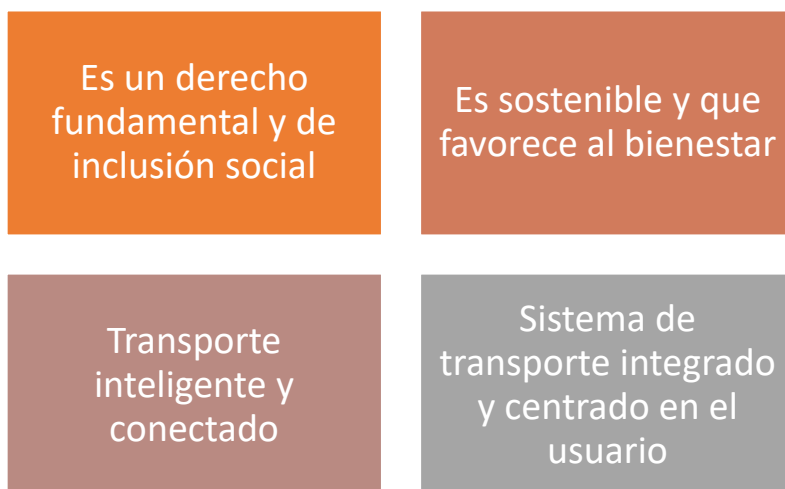 Es un derecho
fundamental y de
inclusión social
Es sostenible y que
favorece al bienestar
Transporte
inteligente y
conectado
Sistema de
transporte integrado
y centrado en el
usuario